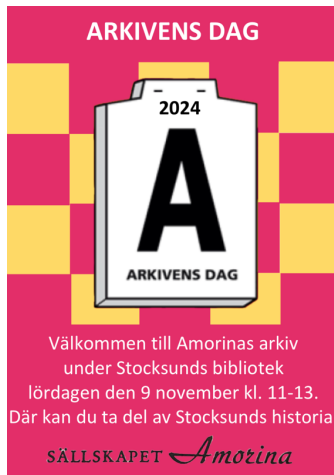 ARKIVENS DAG
2024
A
ARKIVENS DAG
Välkommen till Amorinas arkiv
under Stocksunds bibliotek
lördagen den 9 november kl. 11-13.
Där kan du ta del av Stocksunds historia
SÄLLSKAPET Amorina